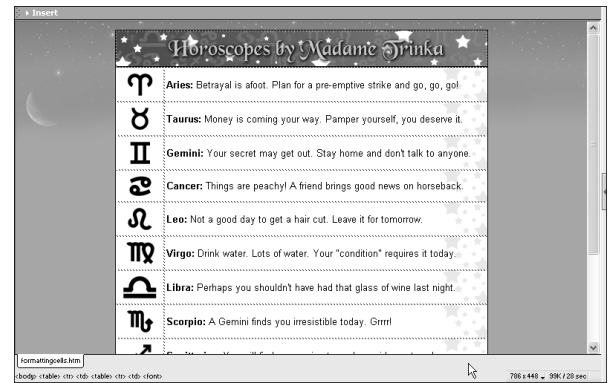 Insert
Horoscopes by Madame Trinka
Aries: Betrayal is afoot. Plan for a pre-emptive strike and go, go, go!
Taurus: Money is coming your way. Pamper yourself, you deserve it.
Gemini: Your secret may get out. Stay home and don't talk to anyone.
Cancer: Things are peachy! A friend brings good news on horseback.
Leo: Not a good day to get a hair cut. Leave it for tomorrow.
Virgo: Drink water. Lots of water. Your "condition" requires it today.
Libra: Perhaps you shouldn't have had that glass of wine last night.
Scorpio: A Gemini finds you irresistible today. Grrrr!
formattingcells.htm
<body> <table> <tr> <td> <table> <tr> <td> <font>
786 x 448 99K / 28 sec